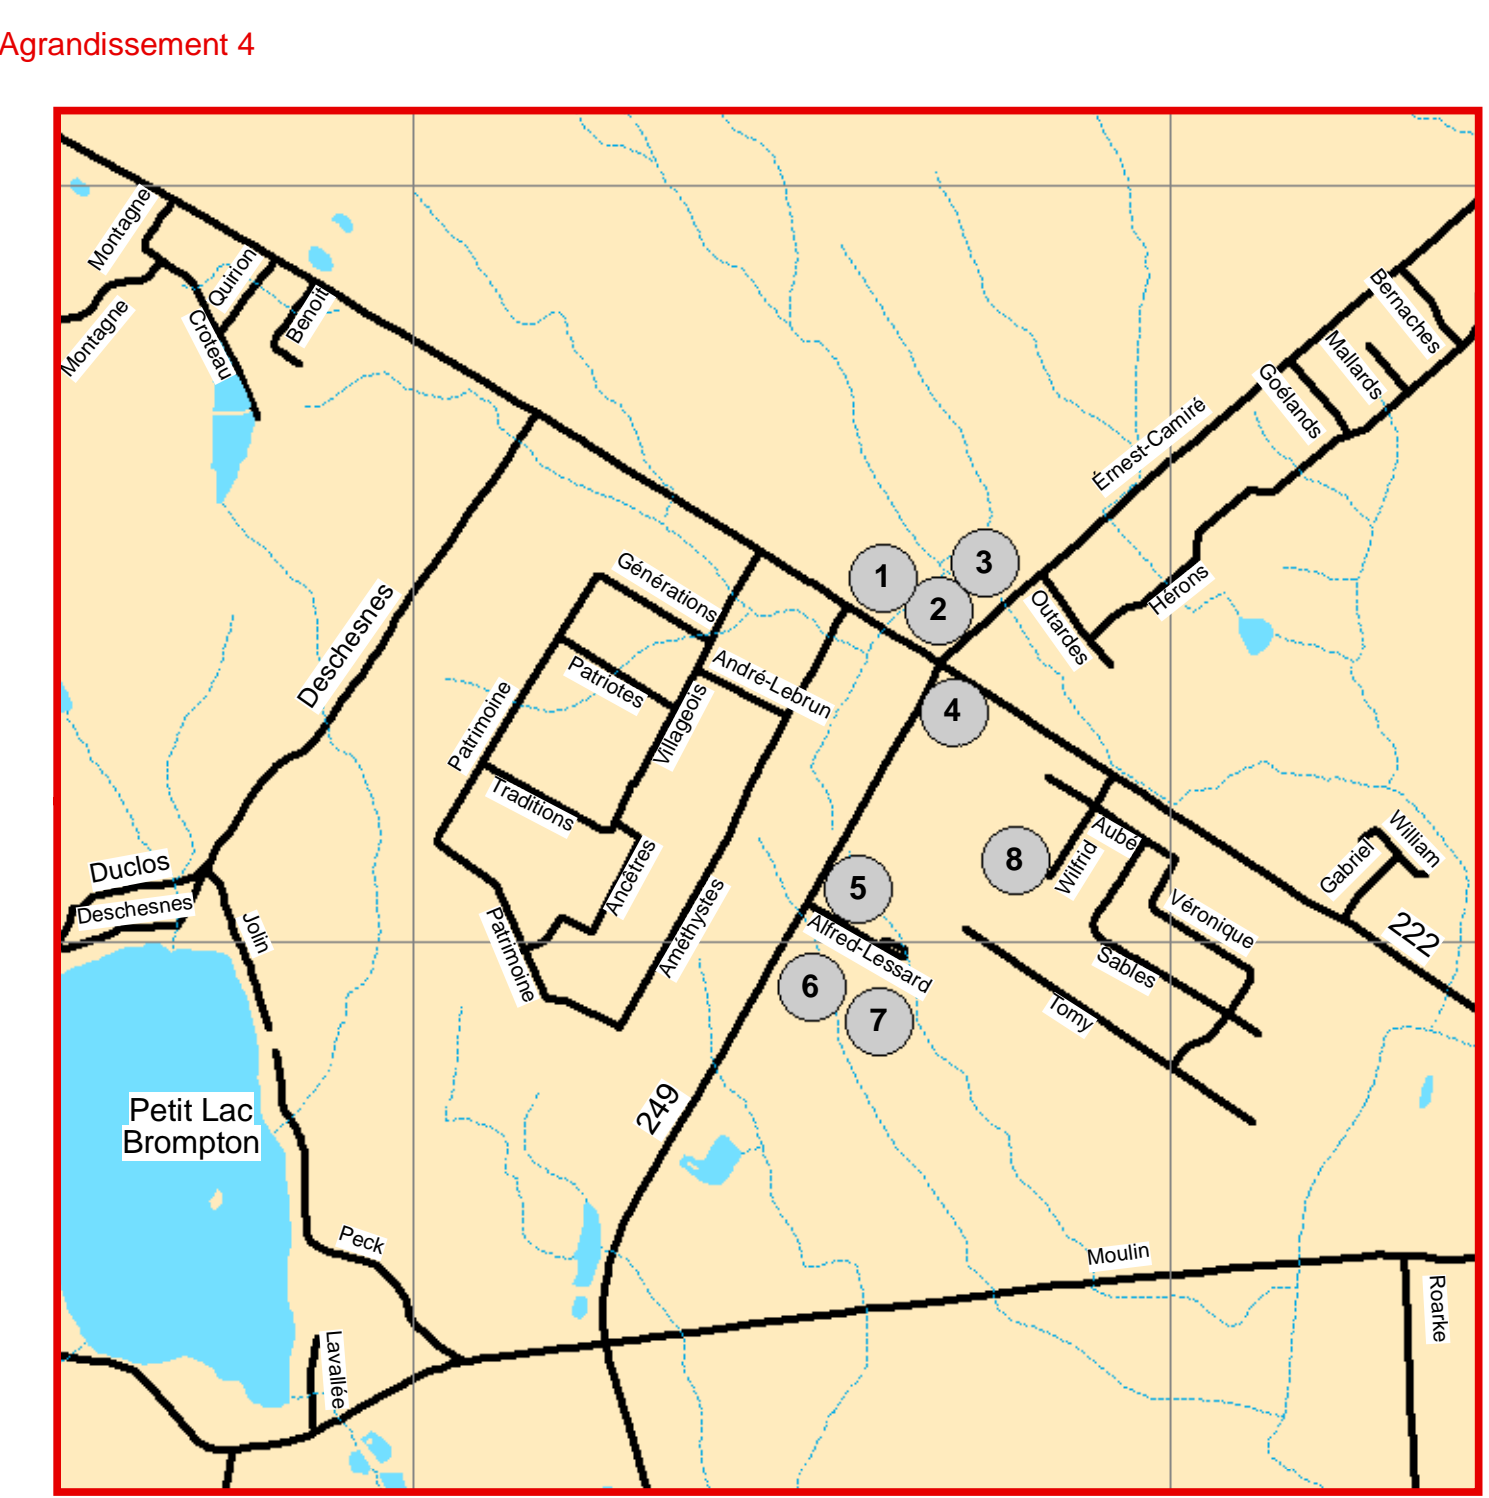 Agrandissement 4
Montagne
Quirion
Benoit
Montagne
Croteau
Bernaches
Mallards
Goélands
Érnest-Camiré
Générations
1
3
2
Hérons
Outardes
Deschesnes
André-Lebrun
Patriotes
Villageois
Patrimoine
4
Traditions
Aubé
William
Gabriel
8
Wilfrid
Duclos
Ancêtres
5
Deschesnes
Véronique
222
Jolin
Améthystes
Patrimoine
Alfred-Lessard
Sables
6
Tomy
7
249
Petit Lac
Brompton
Peck
Moulin
Roarke
Lavallée